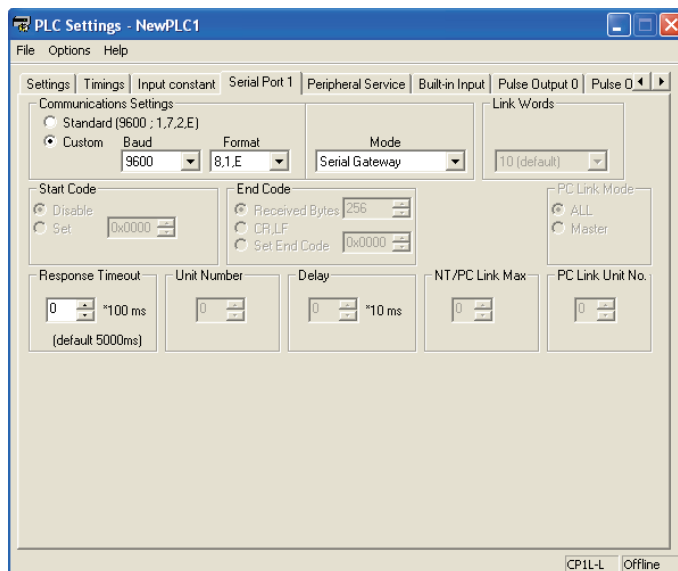 PLC Settings - NewPLC1
File Options Help
Settings Timings Input constant Serial Port 1 Peripheral Service Built-in Input Pulse Output 0 Pulse O
Communications Settings Link Words
Standard (9600 ; 1,7,2,E)
Custom Baud Format Mode
9600 8,1,E Serial Gateway 10 (default)
Start Code End Code PC Link Mode
Disable Received Bytes 256 ALL
Set 0x0000 CR,LF Master
Set End Code 0x0000
Response Timeout Unit Number Delay NT/PC Link Max PC Link Unit No.
0 *100 ms 0 0 *10 ms 0 0
(default 5000ms)
CP1L-L Offline